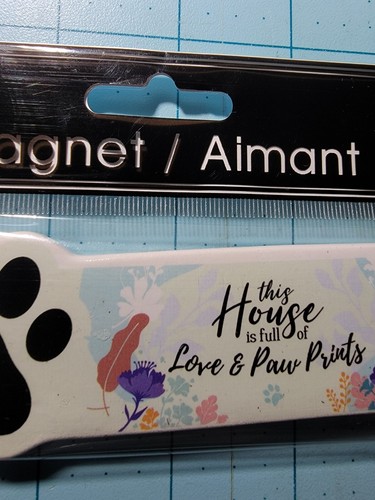 agnet / Aimant
this
House
is full of
Love & Paw Prints